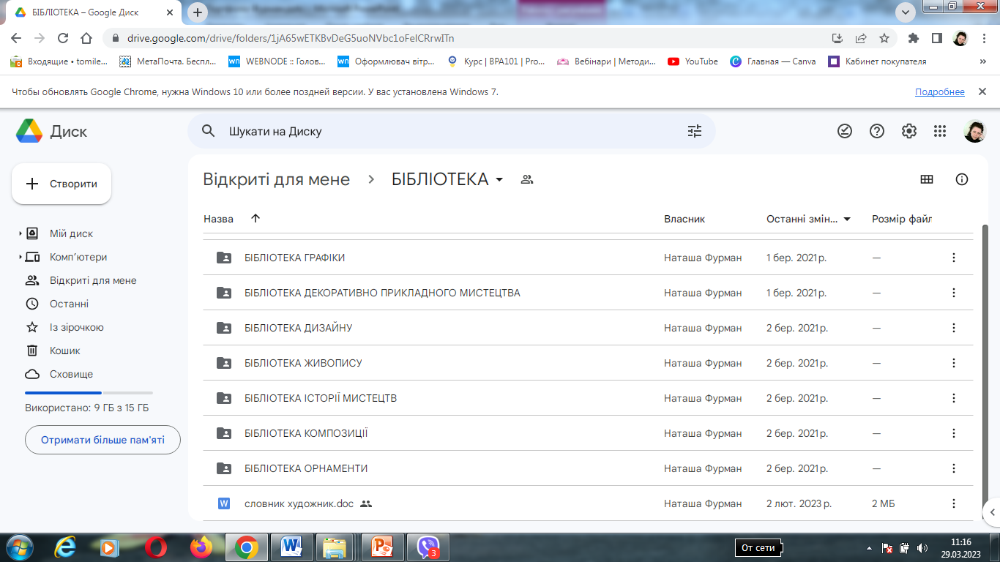 БІБЛІОТЕКА – Google Диск
drive.google.com/drive/folders/1jA65wETKBvDeG5uoNVbc1oFelCRrwITn
Входящие • tomile... МетаПочта. Беспл... WEBNODE :: Голов... Оформлювач вітр... Курс | BPA101 | Pro... Вебінари | Методи... YouTube Главная — Canva Кабинет покупателя »
Чтобы обновлять Google Chrome, нужна Windows 10 или более поздней версии. У вас установлена Windows 7. Подробнее
Диск
Шукати на Диску
Створити
Мій диск
Комп'ютери
Відкриті для мене
Останні
Із зірочкою
Кошик
Сховище
Використано: 9 ГБ з 15 ГБ
Отримати більше пам'яті
Відкриті для мене > БІБЛІОТЕКА
Назва Власник Останні змін... Розмір файл
БІБЛІОТЕКА ГРАФІКИ Наташа Фурман 1 бер. 2021 р. —
БІБЛІОТЕКА ДЕКОРАТИВНО ПРИКЛАДНОГО МИСТЕЦТВА Наташа Фурман 1 бер. 2021 р. —
БІБЛІОТЕКА ДИЗАЙНУ Наташа Фурман 2 бер. 2021 р. —
БІБЛІОТЕКА ЖИВОПИСУ Наташа Фурман 2 бер. 2021 р. —
БІБЛІОТЕКА ІСТОРІЇ МИСТЕЦТВ Наташа Фурман 2 бер. 2021 р. —
БІБЛІОТЕКА КОМПОЗИЦІЇ Наташа Фурман 2 бер. 2021 р. —
БІБЛІОТЕКА ОРНАМЕНТИ Наташа Фурман 2 бер. 2021 р. —
словник художник.doc Наташа Фурман 2 лют. 2023 р. 2 МБ
От сети
3
11:16
29.03.2023